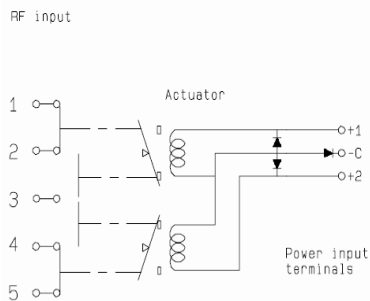 RF input
Actuator
1
2
3
4
5
+1
-C
+2
Power input
terminals